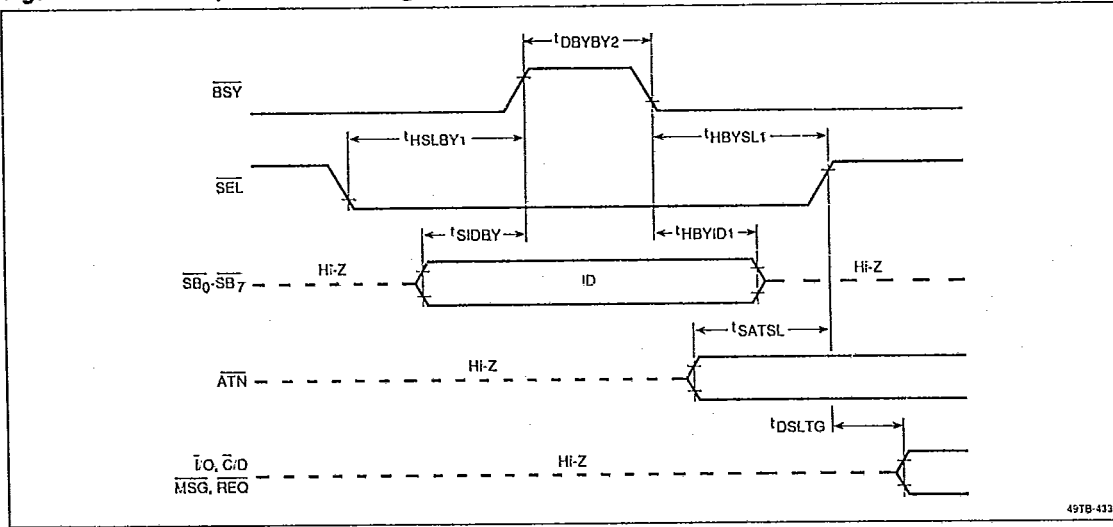 tDBYBY2
BSY
tHSLBY1
tHBYSL1
SEL
tSIDBY
tHBYID1
SB0-SB7
Hi-Z
ID
Hi-Z
tSATSL
ATN
Hi-Z
tDSLTG
I/O, C/D
MSG, REQ
Hi-Z
49TB-433